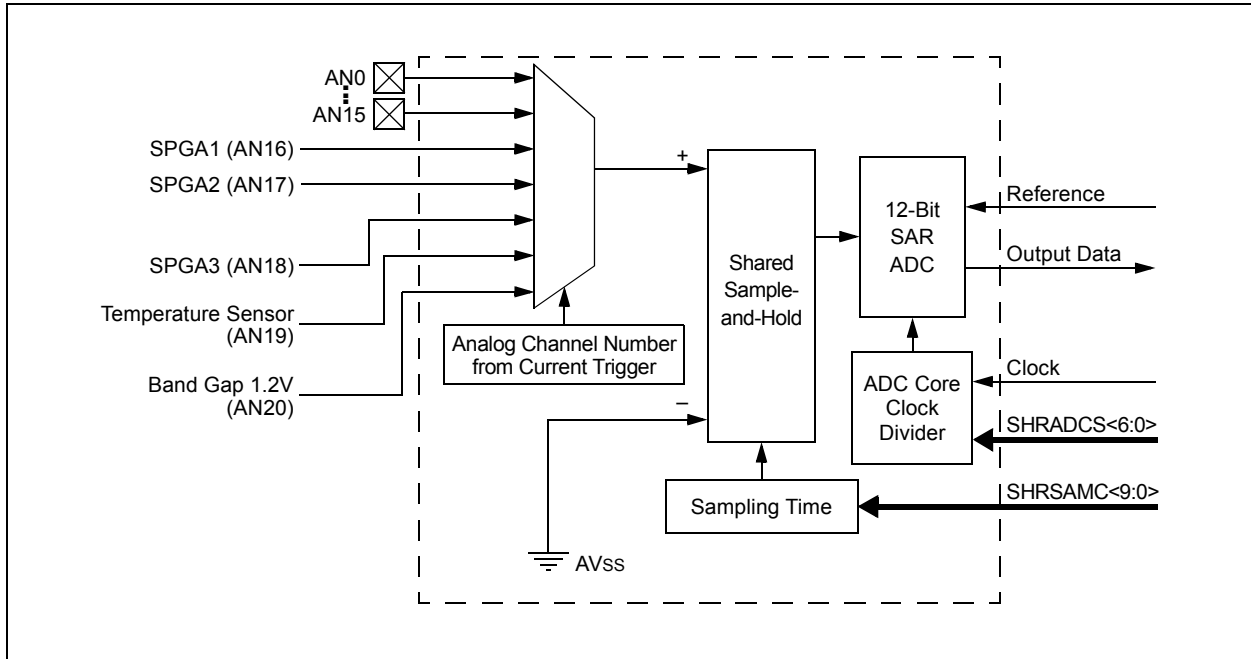 AN0
AN15
SPGA1 (AN16)
SPGA2 (AN17)
SPGA3 (AN18)
Temperature Sensor
(AN19)
Band Gap 1.2V
(AN20)
Analog Channel Number
from Current Trigger
+
–
AVSS
Shared
Sample-
and-Hold
Sampling Time
12-Bit
SAR
ADC
ADC Core
Clock
Divider
Reference
Output Data
Clock
SHRADCS<6:0>
SHRSAMC<9:0>